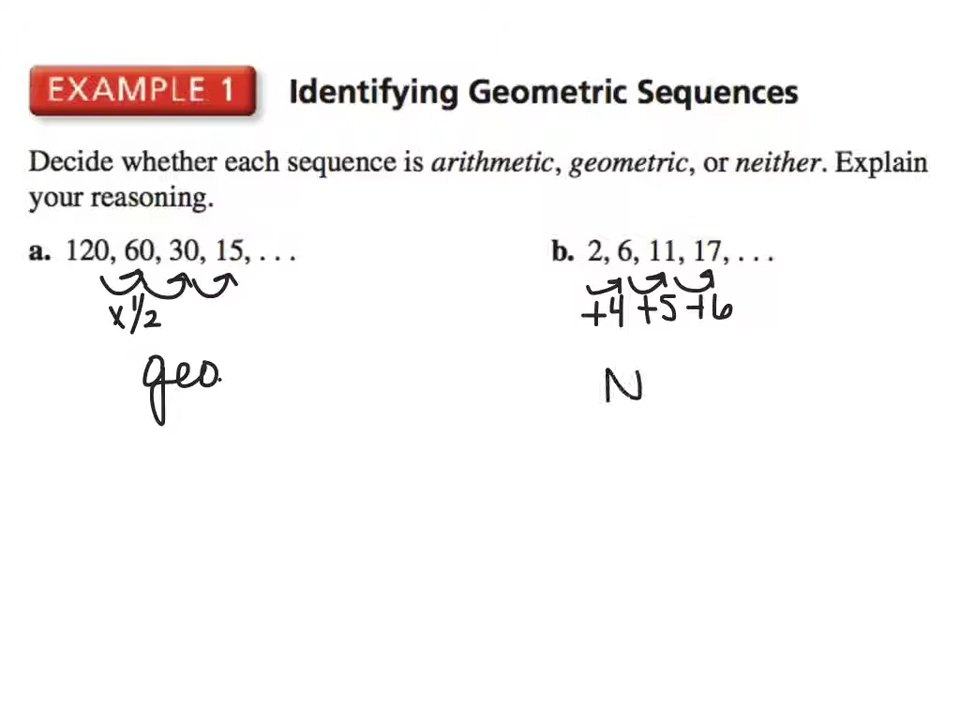 EXAMPLE 1 Identifying Geometric Sequences
Decide whether each sequence is arithmetic, geometric, or neither. Explain
your reasoning.
a. 120, 60, 30, 15, . . .
b. 2, 6, 11, 17, . . .
x 1/2
+4 +5 +6
geo.
N